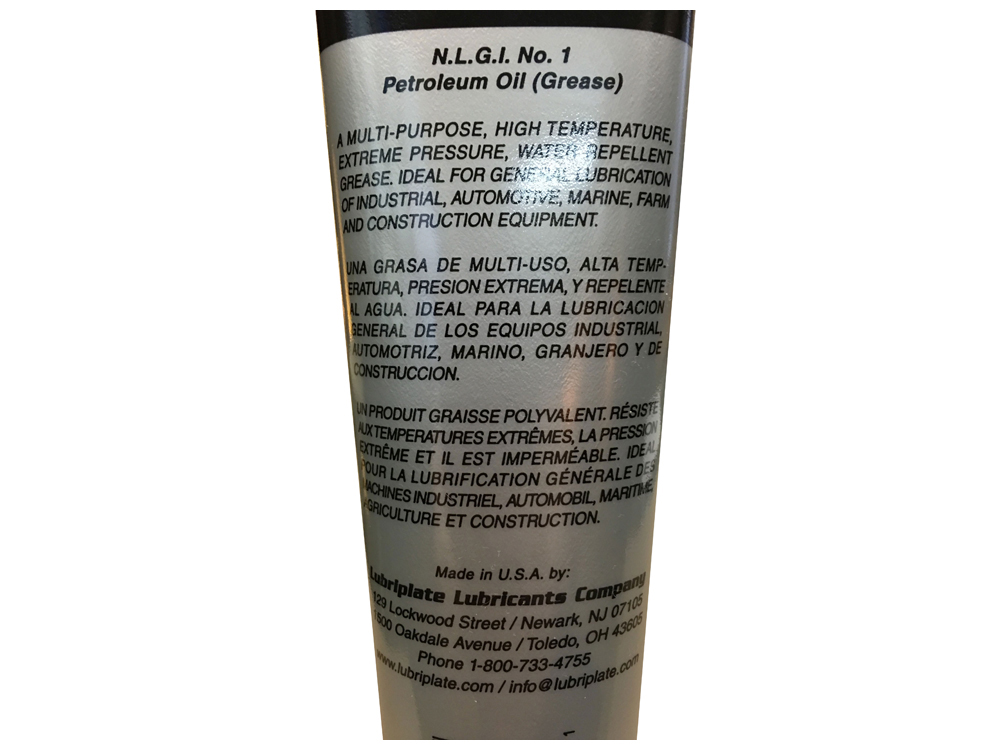 N.L.G.I. No. 1
Petroleum Oil (Grease)
A MULTI-PURPOSE, HIGH TEMPERATURE,
EXTREME PRESSURE, WATER REPELLENT
GREASE. IDEAL FOR GENERAL LUBRICATION
OF INDUSTRIAL, AUTOMOTIVE, MARINE, FARM
AND CONSTRUCTION EQUIPMENT.
UNA GRASA DE MULTI-USO, ALTA TEMP-
ERATURA, PRESION EXTREMA, Y REPELENTE
AL AGUA. IDEAL PARA LA LUBRICACION
GENERAL DE LOS EQUIPOS INDUSTRIAL,
AUTOMOTRIZ, MARINO, GRANJERO Y DE
CONSTRUCCION.
UN PRODUIT GRAISSE POLYVALENT. RÉSISTE
AUX TEMPERATURES EXTRÊMES, LA PRESSION
EXTRÊME ET IL EST IMPERMÉABLE. IDEAL
POUR LA LUBRIFICATION GÉNÉRALE DES
MACHINES INDUSTRIEL, AUTOMOBIL, MARITIME,
AGRICULTURE ET CONSTRUCTION.
Made in U.S.A. by:
Lubriplate Lubricants Company
129 Lockwood Street / Newark, NJ 07105
1500 Oakdale Avenue / Toledo, OH 43605
Phone 1-800-733-4755
www.lubriplate.com / info@lubriplate.com
1